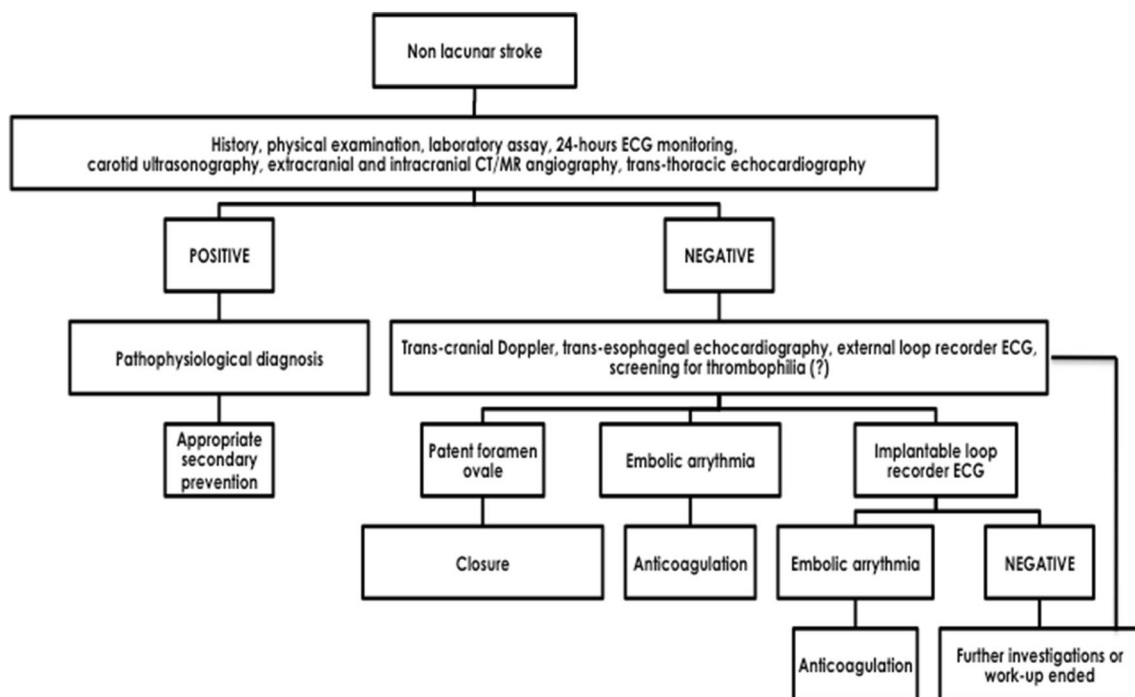 Non lacunar stroke
History, physical examination, laboratory assay, 24-hours ECG monitoring,
carotid ultrasonography, extracranial and intracranial CT/MR angiography, trans-thoracic echocardiography
POSITIVE
NEGATIVE
Pathophysiological diagnosis
Trans-cranial Doppler, trans-esophageal echocardiography, external loop recorder ECG,
screening for thrombophilia (?)
Appropriate
secondary
prevention
Patent foramen
ovale
Embolic arrythmia
Implantable loop
recorder ECG
Closure
Anticoagulation
Embolic arrythmia
NEGATIVE
Anticoagulation
Further investigations or
work-up ended